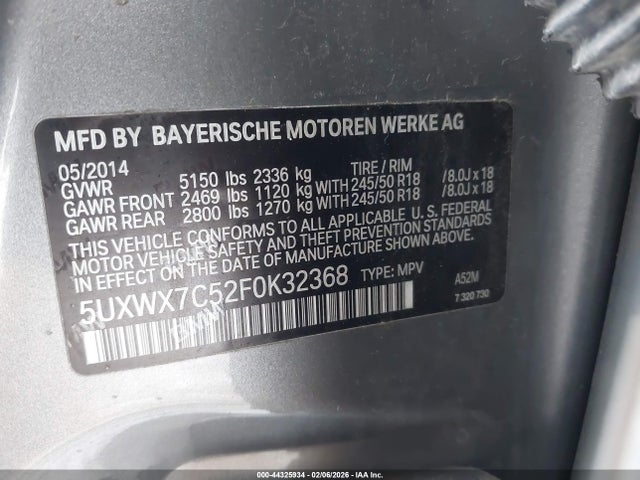 MFD BY BAYERISCHE MOTOREN WERKE AG
05/2014 TIRE / RIM
GVWR 5150 lbs 2336 kg
GAWR FRONT 2469 lbs 1120 kg WITH 245/50 R18 / 8.0J x 18
GAWR REAR 2800 lbs 1270 kg WITH 245/50 R18 / 8.0J x 18
THIS VEHICLE CONFORMS TO ALL APPLICABLE U. S. FEDERAL
MOTOR VEHICLE SAFETY AND THEFT PREVENTION STANDARDS
IN EFFECT ON THE DATE OF MANUFACTURE SHOWN ABOVE.
5UXWX7C52F0K32368 TYPE: MPV A52M
7 320 730
000-44325934 - 02/06/2026 - IAA Inc.